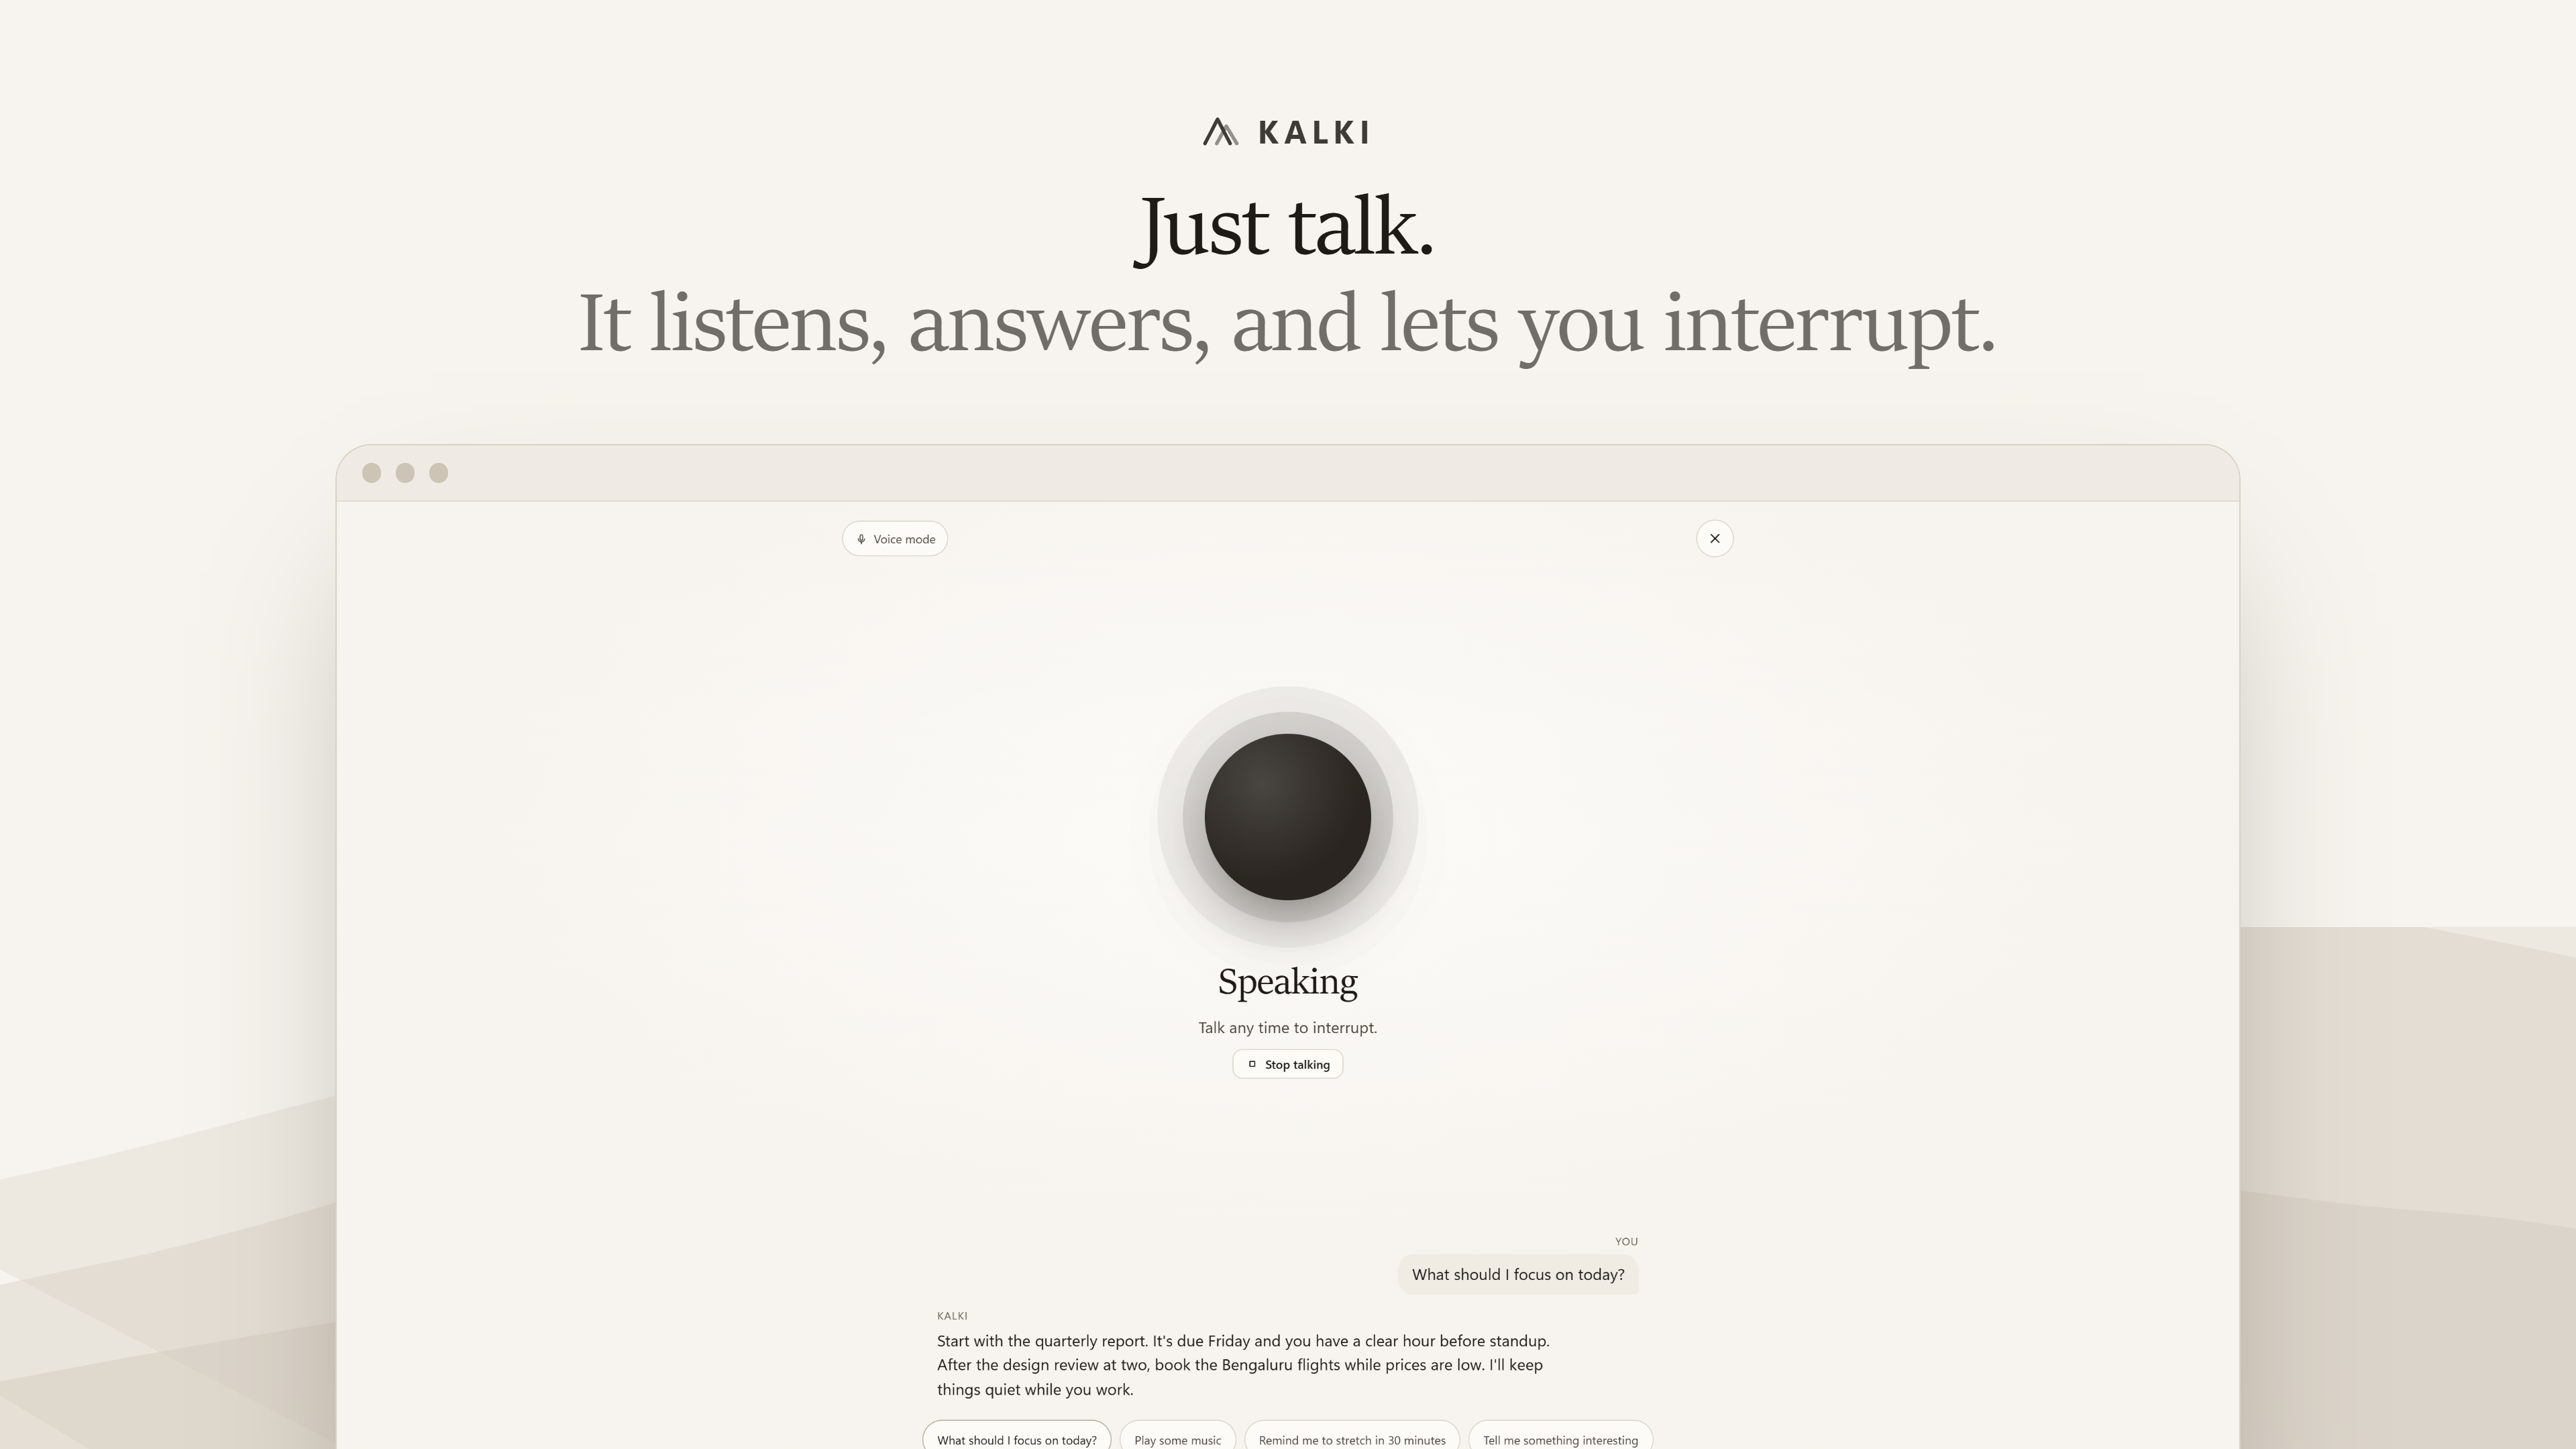 KALKI
Just talk.
It listens, answers, and lets you interrupt.
Voice mode
Speaking
Talk any time to interrupt.
Stop talking
YOU
What should I focus on today?
KALKI
Start with the quarterly report. It's due Friday and you have a clear hour before standup.
After the design review at two, book the Bengaluru flights while prices are low. I'll keep
things quiet while you work.
What should I focus on today?
Play some music
Remind me to stretch in 30 minutes
Tell me something interesting